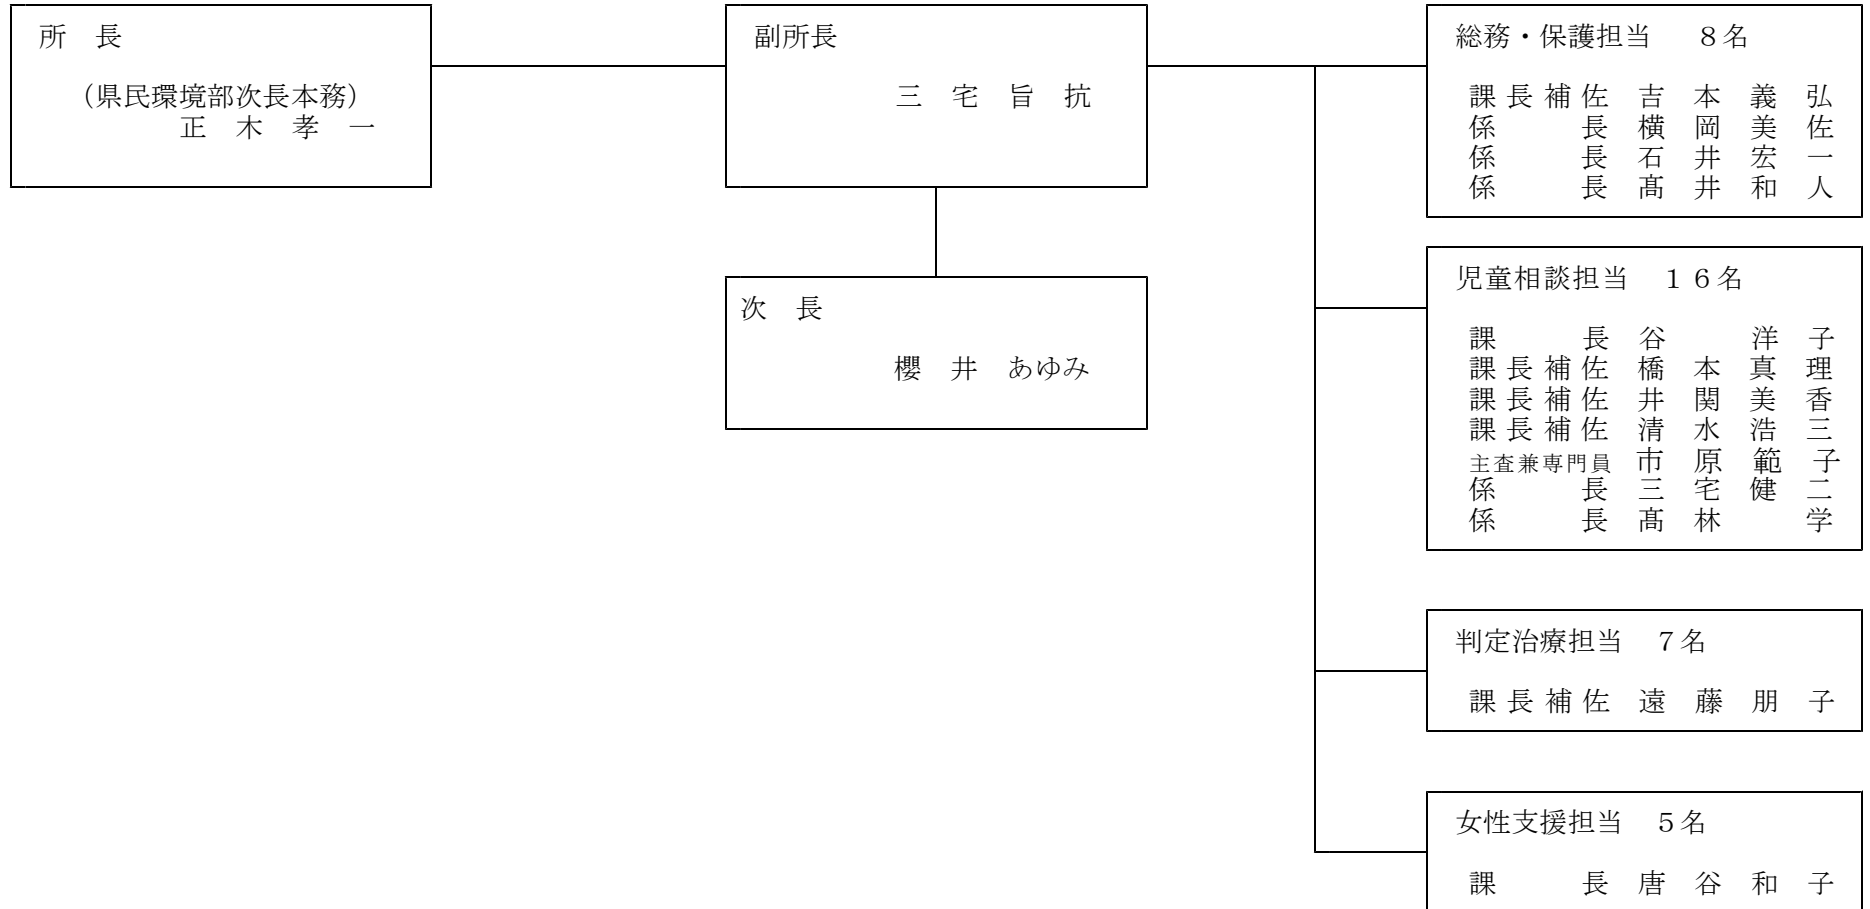 所　長
（県民環境部次長本務）
正　木　孝　一
副所長
三　宅　旨　抗
次　長
櫻　井　あゆみ
総務・保護担当　８名
課長補佐　吉　本　義　弘
係　　長　横　岡　美　佐
係　　長　石　井　宏　一
係　　長　髙　井　和　人
児童相談担当　１６名
課　　長　谷　　　洋　子
課長補佐　橋　本　真　理
課長補佐　井　関　美　香
課長補佐　清　水　浩　三
主査兼専門員　市　原　範　子
係　　長　三　宅　健　二
係　　長　髙　林　　　学
判定治療担当　７名
課長補佐　遠　藤　朋　子
女性支援担当　５名
課　　長　唐　谷　和　子